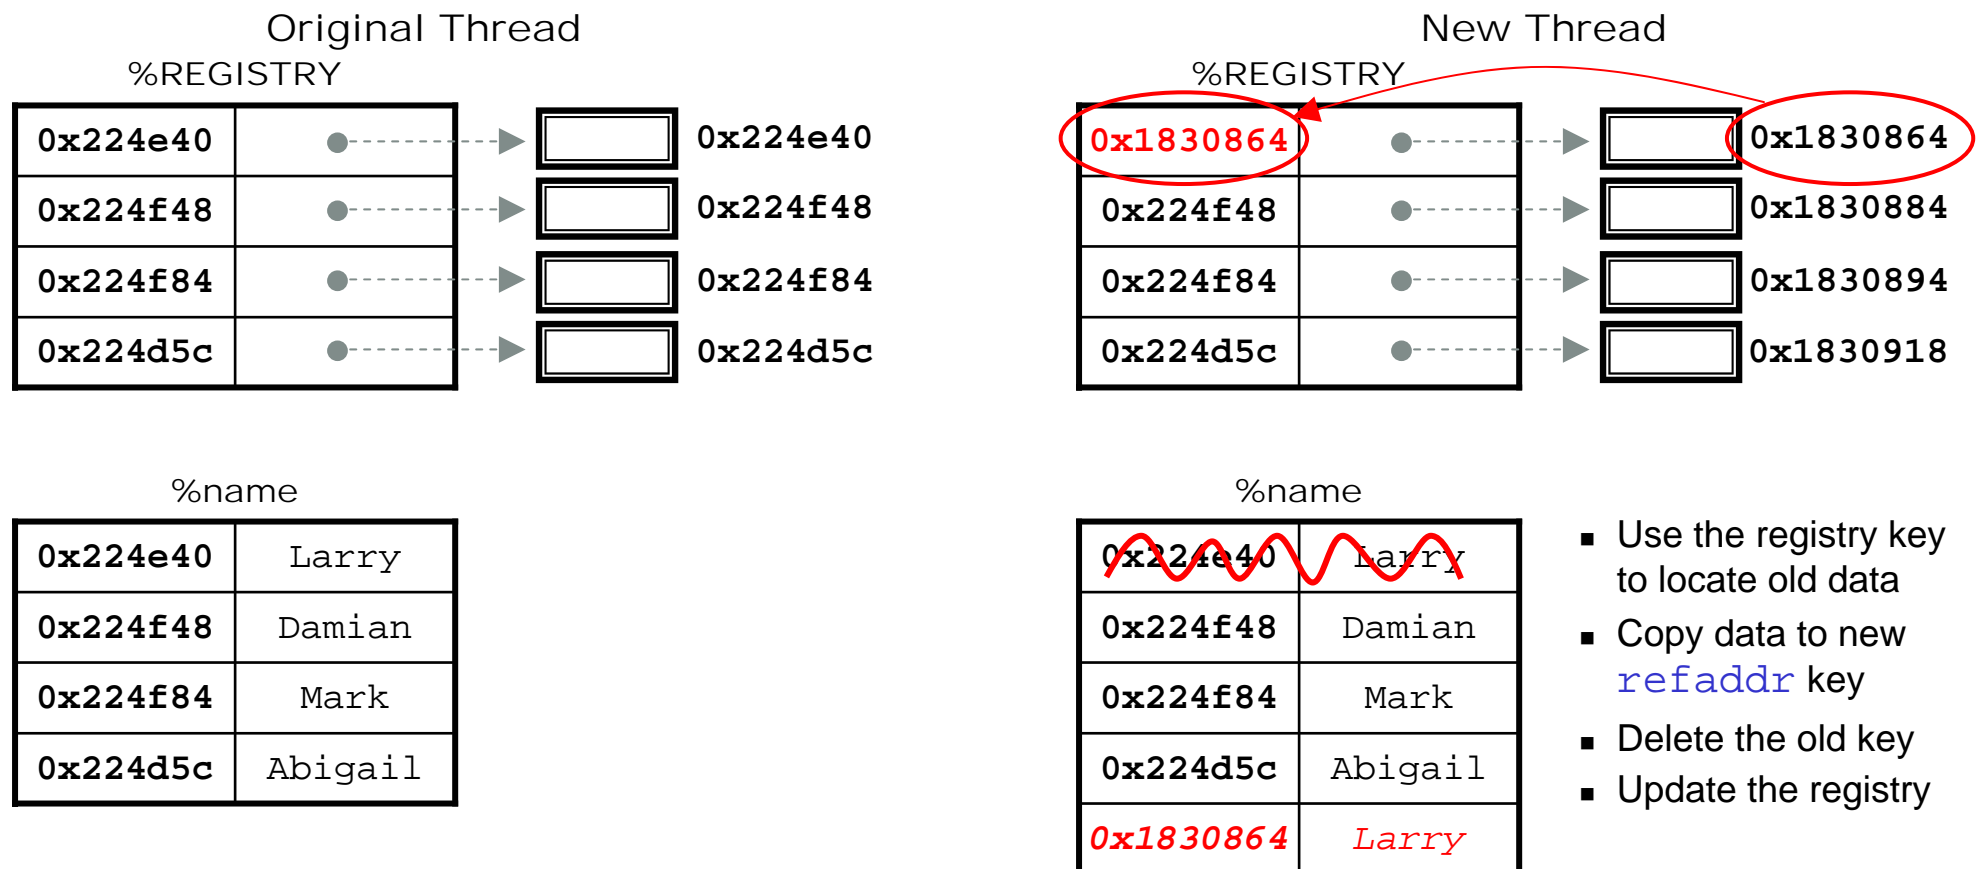 Original Thread
%REGISTRY
0x224e40 0x224e40
0x224f48 0x224f48
0x224f84 0x224f84
0x224d5c 0x224d5c
%name
0x224e40 Larry
0x224f48 Damian
0x224f84 Mark
0x224d5c Abigail
New Thread
%REGISTRY
0x1830864 0x1830864
0x224f48 0x1830884
0x224f84 0x1830894
0x224d5c 0x1830918
%name
0x224e40 Larry
0x224f48 Damian
0x224f84 Mark
0x224d5c Abigail
0x1830864 Larry
▪ Use the registry key
to locate old data
▪ Copy data to new
refaddr key
▪ Delete the old key
▪ Update the registry